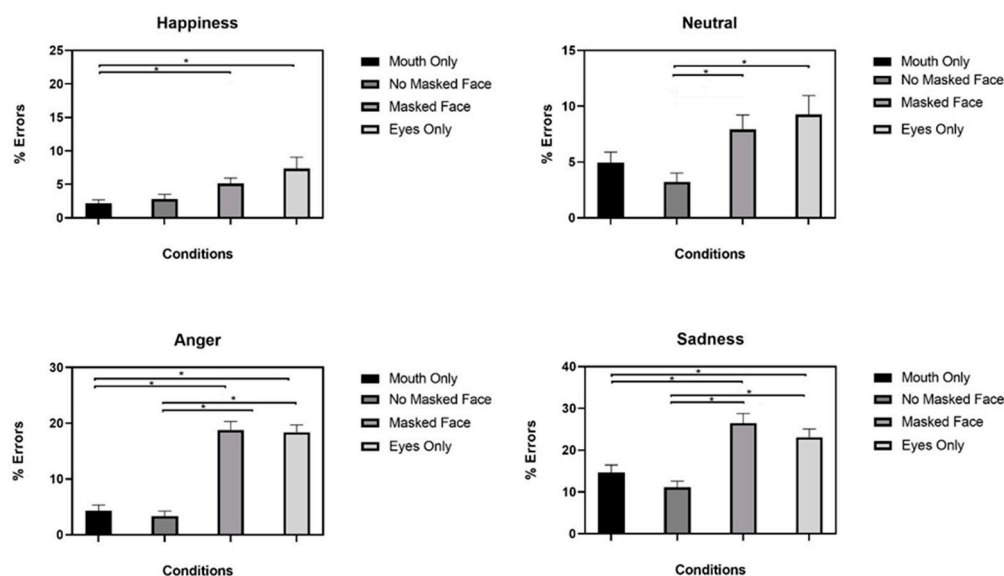 Happiness
25
20
15
10
5
0
% Errors
*
*
Conditions
Mouth Only
No Masked Face
Masked Face
Eyes Only
Neutral
15
10
5
0
% Errors
*
*
Conditions
Mouth Only
No Masked Face
Masked Face
Eyes Only
Anger
30
20
10
0
% Errors
*
*
*
*
Conditions
Mouth Only
No Masked Face
Masked Face
Eyes Only
Sadness
40
30
20
10
0
% Errors
*
*
*
*
Conditions
Mouth Only
No Masked Face
Masked Face
Eyes Only